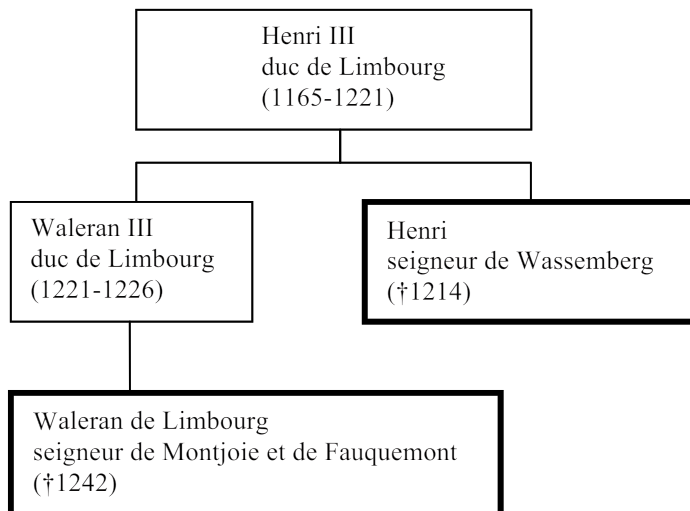 Henri III
duc de Limbourg
(1165-1221)
Waleran III
duc de Limbourg
(1221-1226)
Henri
seigneur de Wassemberg
(†1214)
Waleran de Limbourg
seigneur de Montjoie et de Fauquemont
(†1242)